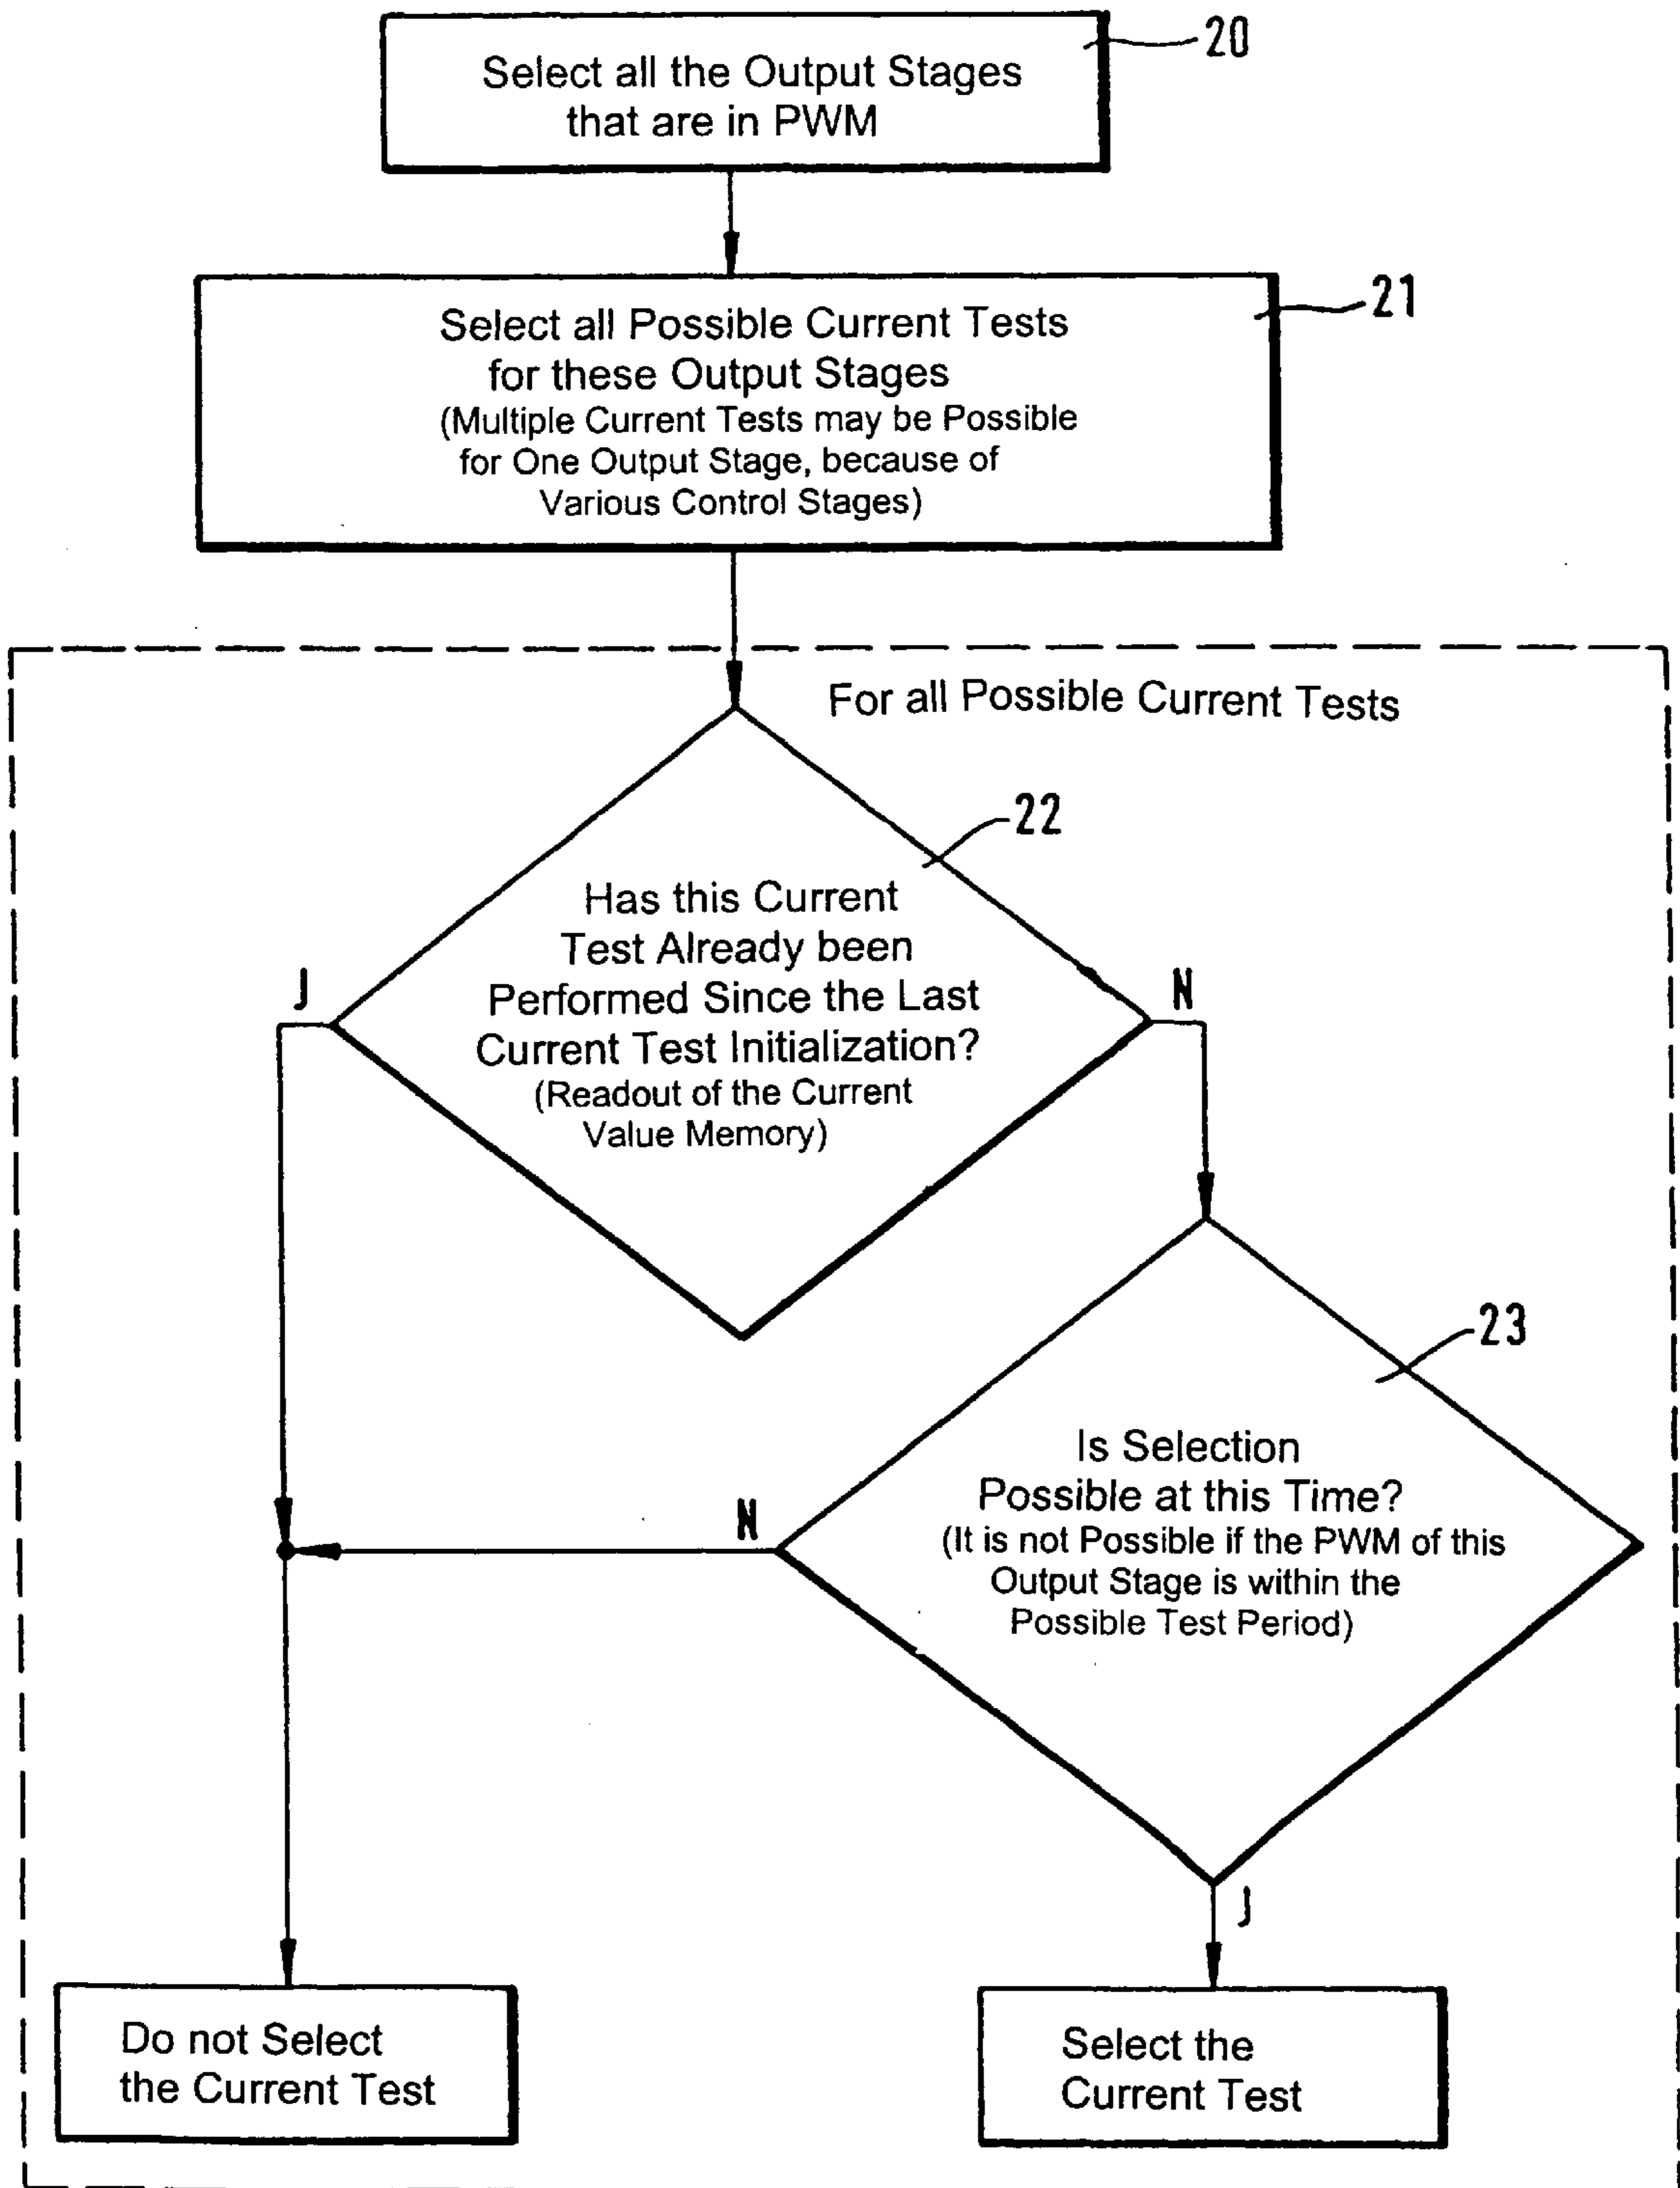 20
Select all the Output Stages
that are in PWM
21
Select all Possible Current Tests
for these Output Stages
(Multiple Current Tests may be Possible
for One Output Stage, because of
Various Control Stages)
For all Possible Current Tests
22
Has this Current
Test Already been
Performed Since the Last
Current Test Initialization?
(Readout of the Current
Value Memory)
J
N
23
Is Selection
Possible at this Time?
(It is not Possible if the PWM of this
Output Stage is within the
Possible Test Period)
N
J
Do not Select
the Current Test
Select the
Current Test